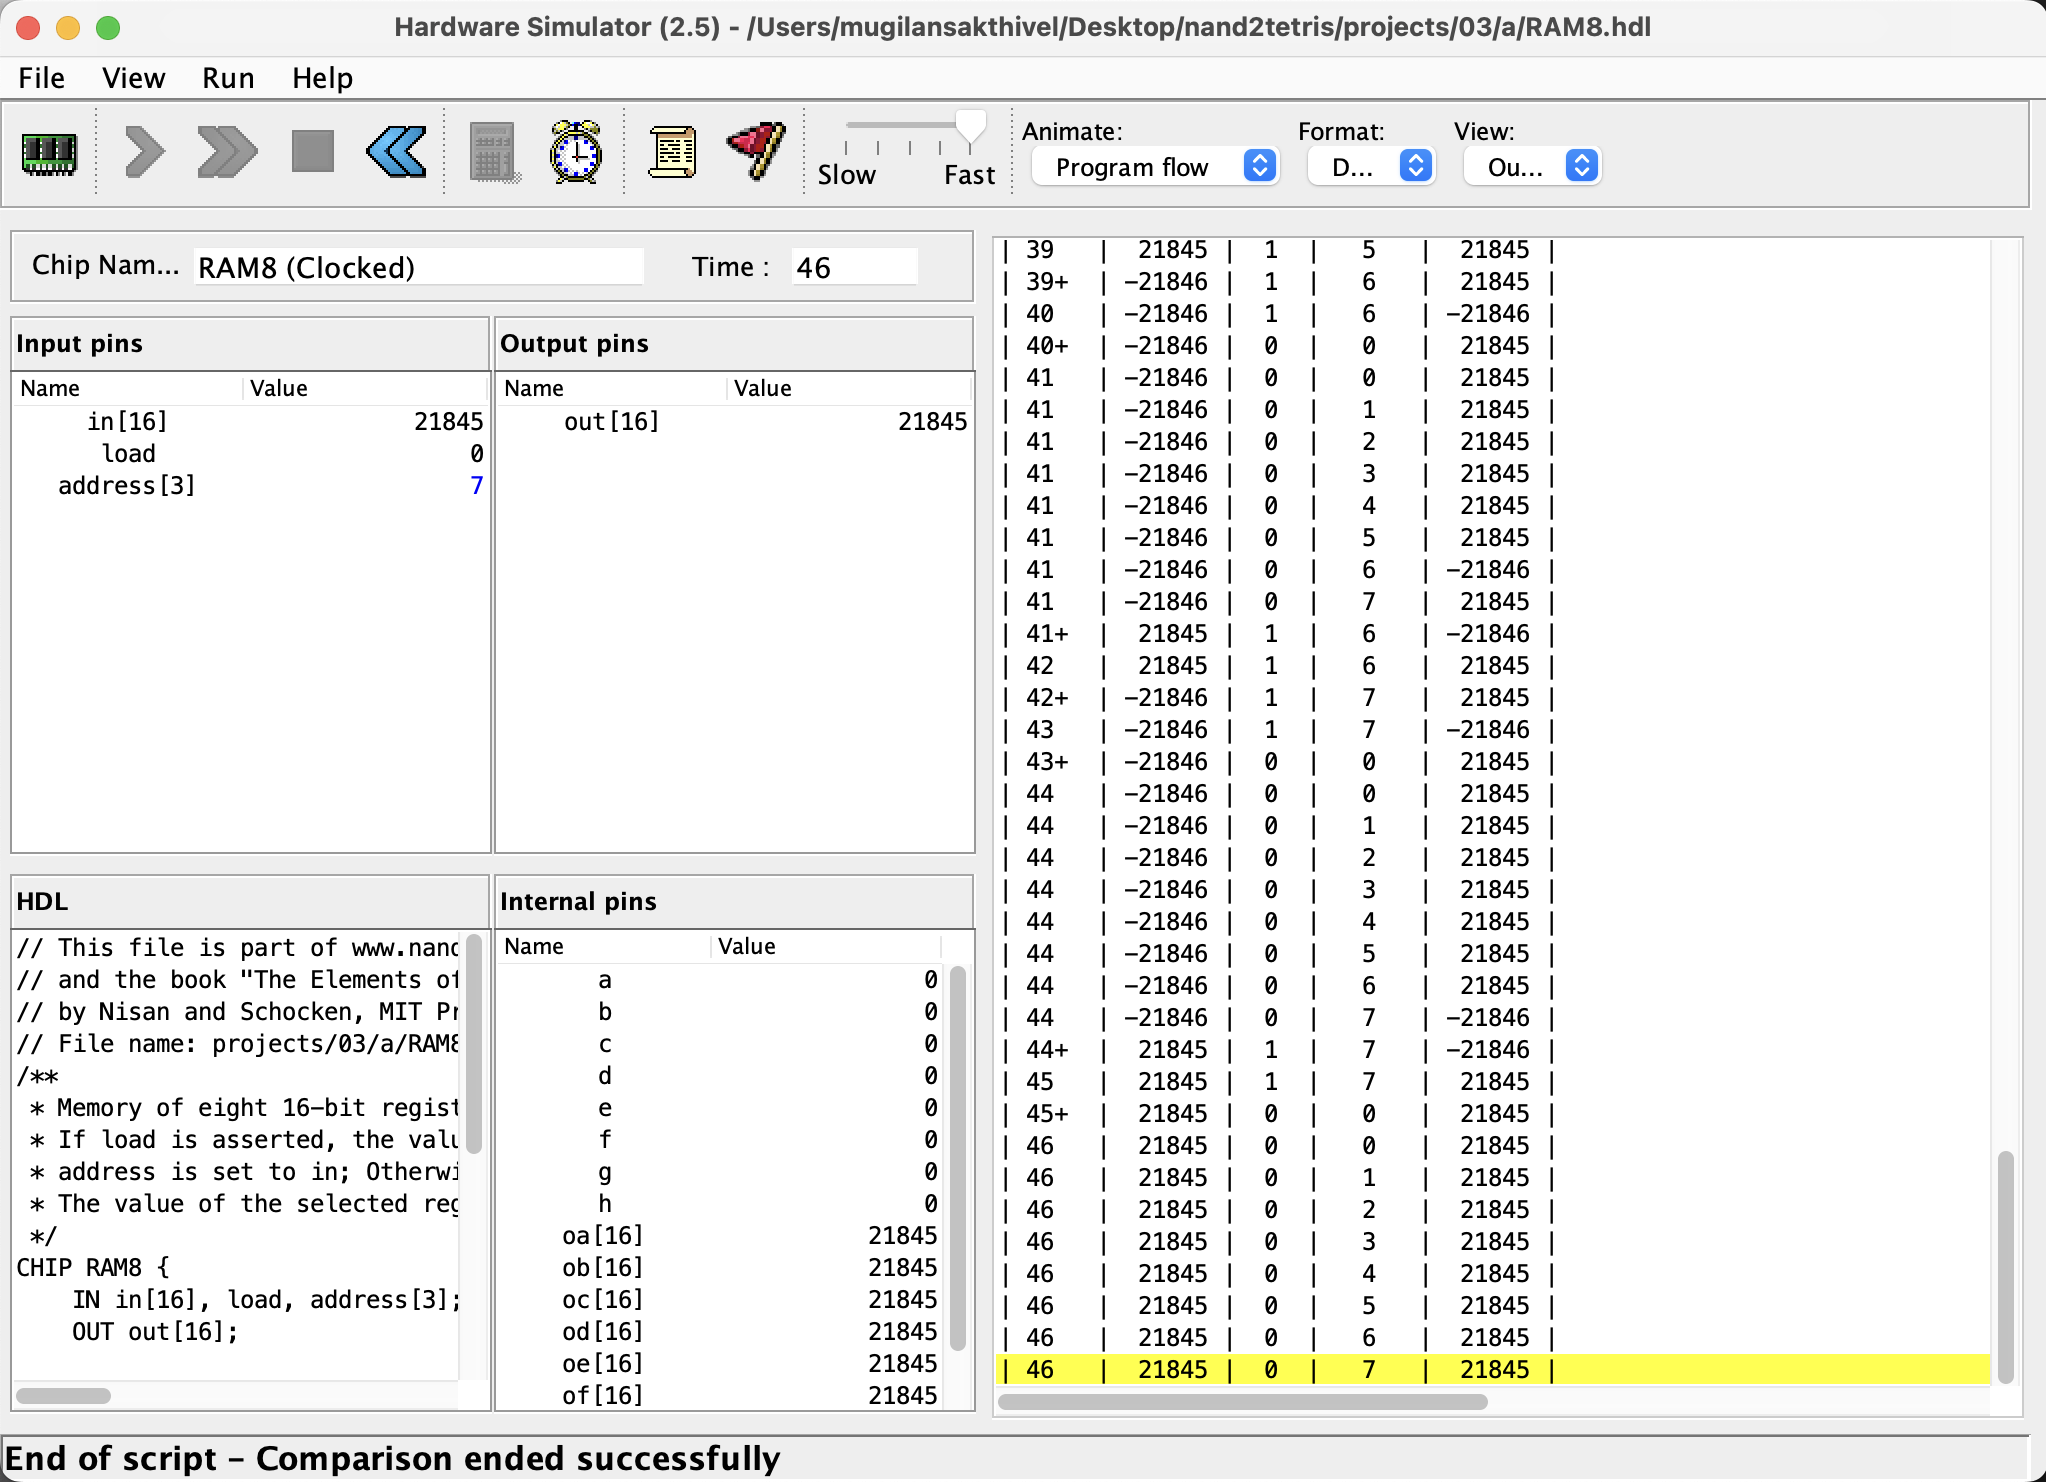 Hardware Simulator (2.5) - /Users/mugilansakthivel/Desktop/nand2tetris/projects/03/a/RAM8.hdl
File View Run Help
Slow Fast
Animate: Format: View:
Program flow D... Ou...
Chip Nam... RAM8 (Clocked) Time : 46
Input pins
Name Value
in[16] 21845
load 0
address[3] 7
Output pins
Name Value
out[16] 21845
HDL
// This file is part of www.nand
// and the book "The Elements of
// by Nisan and Schocken, MIT Pr
// File name: projects/03/a/RAM8
/**
* Memory of eight 16-bit regist
* If load is asserted, the valu
* address is set to in; Otherwi
* The value of the selected reg
*/
CHIP RAM8 {
IN in[16], load, address[3];
OUT out[16];
Internal pins
Name Value
a 0
b 0
c 0
d 0
e 0
f 0
g 0
h 0
oa[16] 21845
ob[16] 21845
oc[16] 21845
od[16] 21845
oe[16] 21845
of[16] 21845
| 39 | 21845 | 1 | 5 | 21845 |
| 39+ | -21846 | 1 | 6 | 21845 |
| 40 | -21846 | 1 | 6 | -21846 |
| 40+ | -21846 | 0 | 0 | 21845 |
| 41 | -21846 | 0 | 0 | 21845 |
| 41 | -21846 | 0 | 1 | 21845 |
| 41 | -21846 | 0 | 2 | 21845 |
| 41 | -21846 | 0 | 3 | 21845 |
| 41 | -21846 | 0 | 4 | 21845 |
| 41 | -21846 | 0 | 5 | 21845 |
| 41 | -21846 | 0 | 6 | -21846 |
| 41 | -21846 | 0 | 7 | 21845 |
| 41+ | 21845 | 1 | 6 | -21846 |
| 42 | 21845 | 1 | 6 | 21845 |
| 42+ | -21846 | 1 | 7 | 21845 |
| 43 | -21846 | 1 | 7 | -21846 |
| 43+ | -21846 | 0 | 0 | 21845 |
| 44 | -21846 | 0 | 0 | 21845 |
| 44 | -21846 | 0 | 1 | 21845 |
| 44 | -21846 | 0 | 2 | 21845 |
| 44 | -21846 | 0 | 3 | 21845 |
| 44 | -21846 | 0 | 4 | 21845 |
| 44 | -21846 | 0 | 5 | 21845 |
| 44 | -21846 | 0 | 6 | 21845 |
| 44 | -21846 | 0 | 7 | -21846 |
| 44+ | 21845 | 1 | 7 | -21846 |
| 45 | 21845 | 1 | 7 | 21845 |
| 45+ | 21845 | 0 | 0 | 21845 |
| 46 | 21845 | 0 | 0 | 21845 |
| 46 | 21845 | 0 | 1 | 21845 |
| 46 | 21845 | 0 | 2 | 21845 |
| 46 | 21845 | 0 | 3 | 21845 |
| 46 | 21845 | 0 | 4 | 21845 |
| 46 | 21845 | 0 | 5 | 21845 |
| 46 | 21845 | 0 | 6 | 21845 |
| 46 | 21845 | 0 | 7 | 21845 |
End of script - Comparison ended successfully